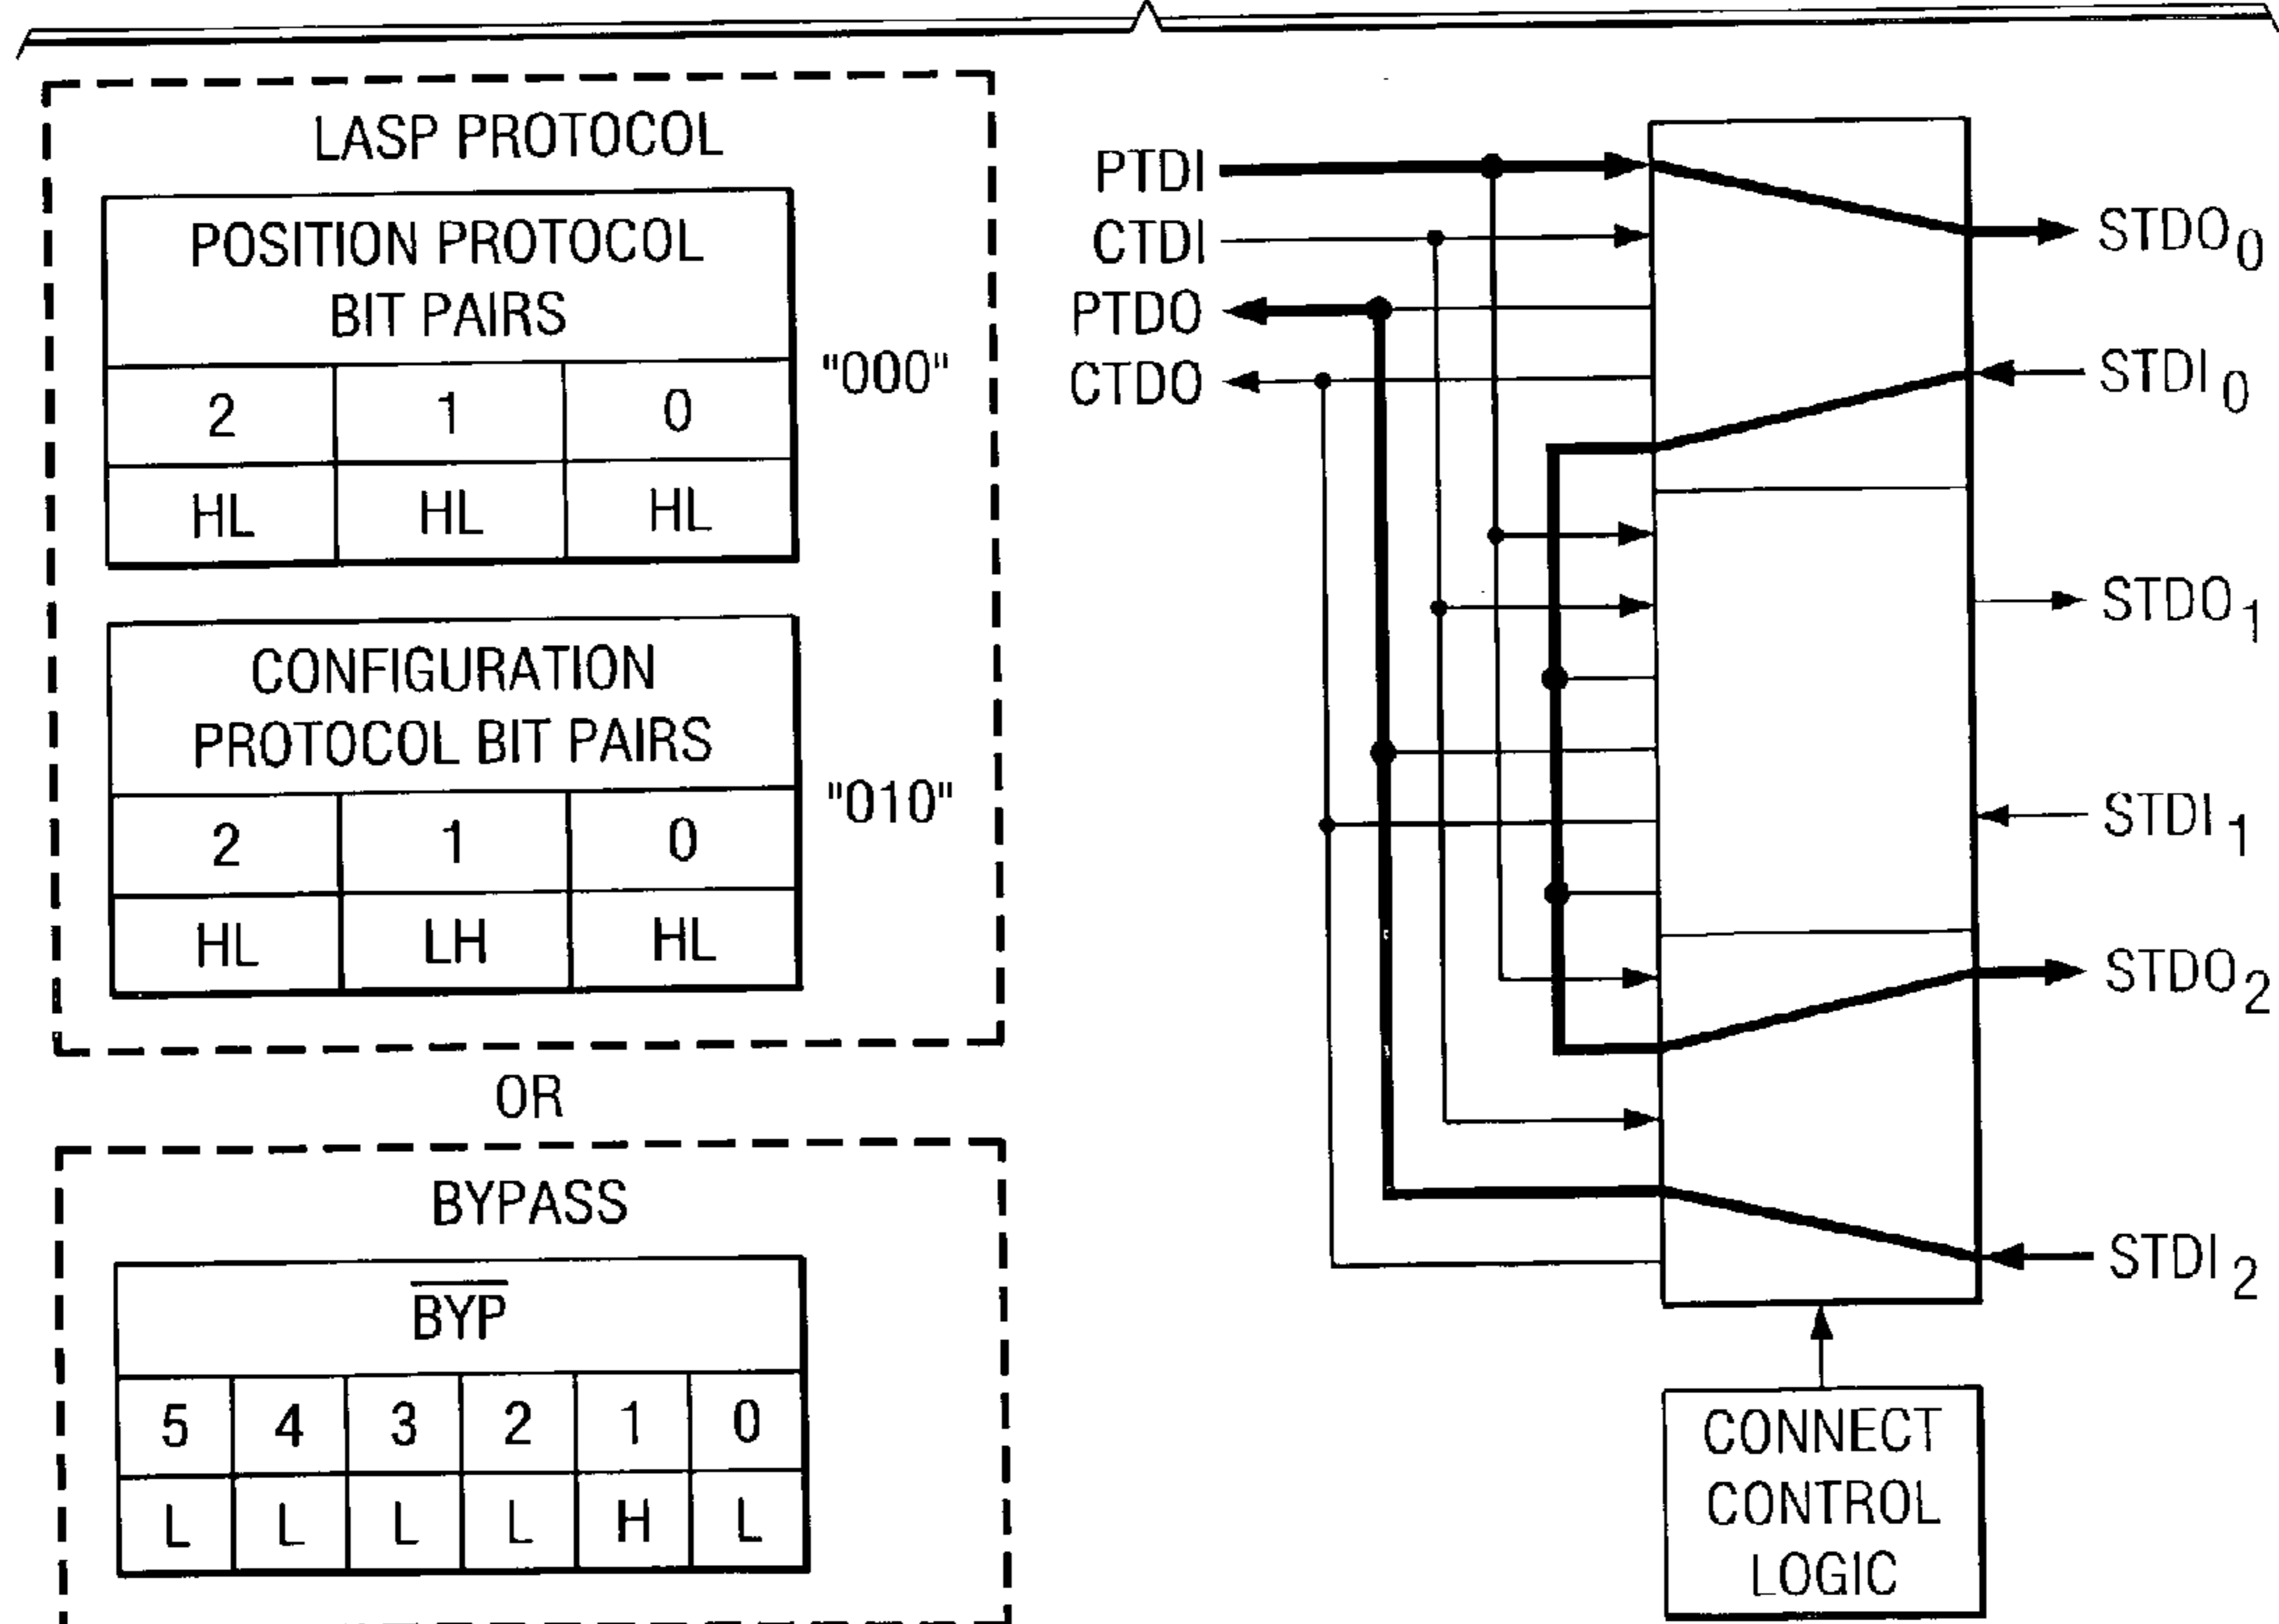 LASP PROTOCOL
POSITION PROTOCOL
BIT PAIRS
2 1 0
HL HL HL
"000"
CONFIGURATION
PROTOCOL BIT PAIRS
2 1 0
HL LH HL
"010"
OR
BYPASS
BYP
5 4 3 2 1 0
L L L L H L
PTDI
CTDI
PTDO
CTDO
STDO0
STDI0
STDO1
STDI1
STDO2
STDI2
CONNECT
CONTROL
LOGIC